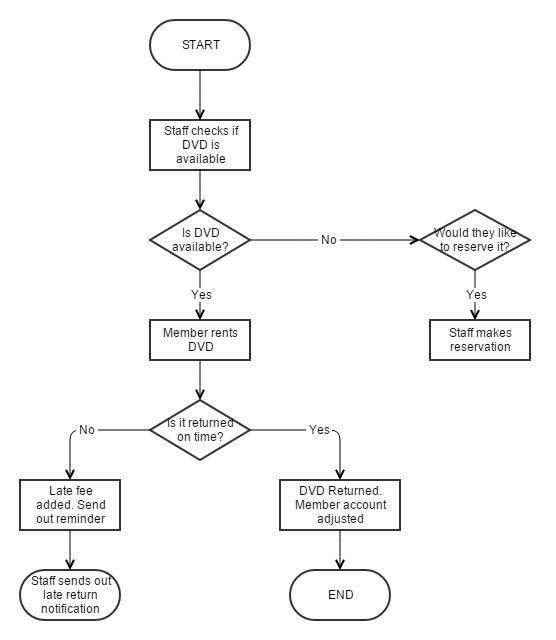 START
Staff checks if
DVD is
available
Is DVD
available?
No
Would they like
to reserve it?
Yes
Yes
Member rents
DVD
Staff makes
reservation
Is it returned
on time?
No
Yes
Late fee
added. Send
out reminder
DVD Returned.
Member account
adjusted
Staff sends out
late return
notification
END